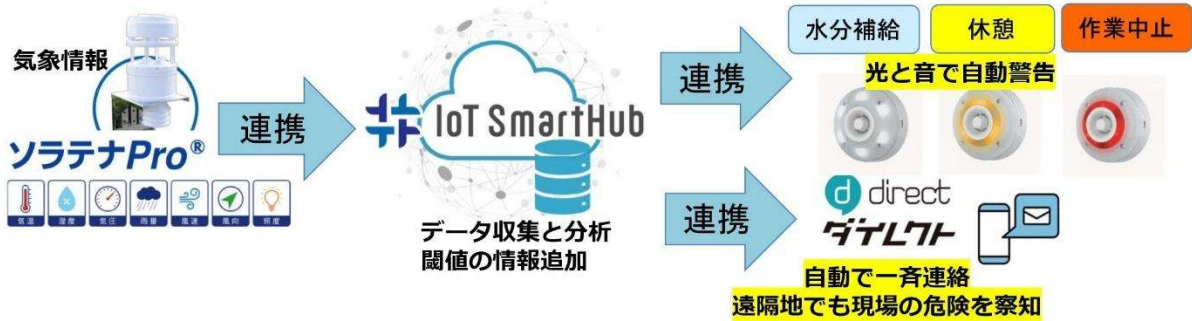 気象情報
ソラテナPro®
気温
湿度
気圧
雨量
風速
風向
照度
連携
IoT SmartHub
データ収集と分析
閾値の情報追加
連携
水分補給
休憩
作業中止
光と音で自動警告
連携
direct
ダイレクト
自動で一斉連絡
遠隔地でも現場の危険を察知